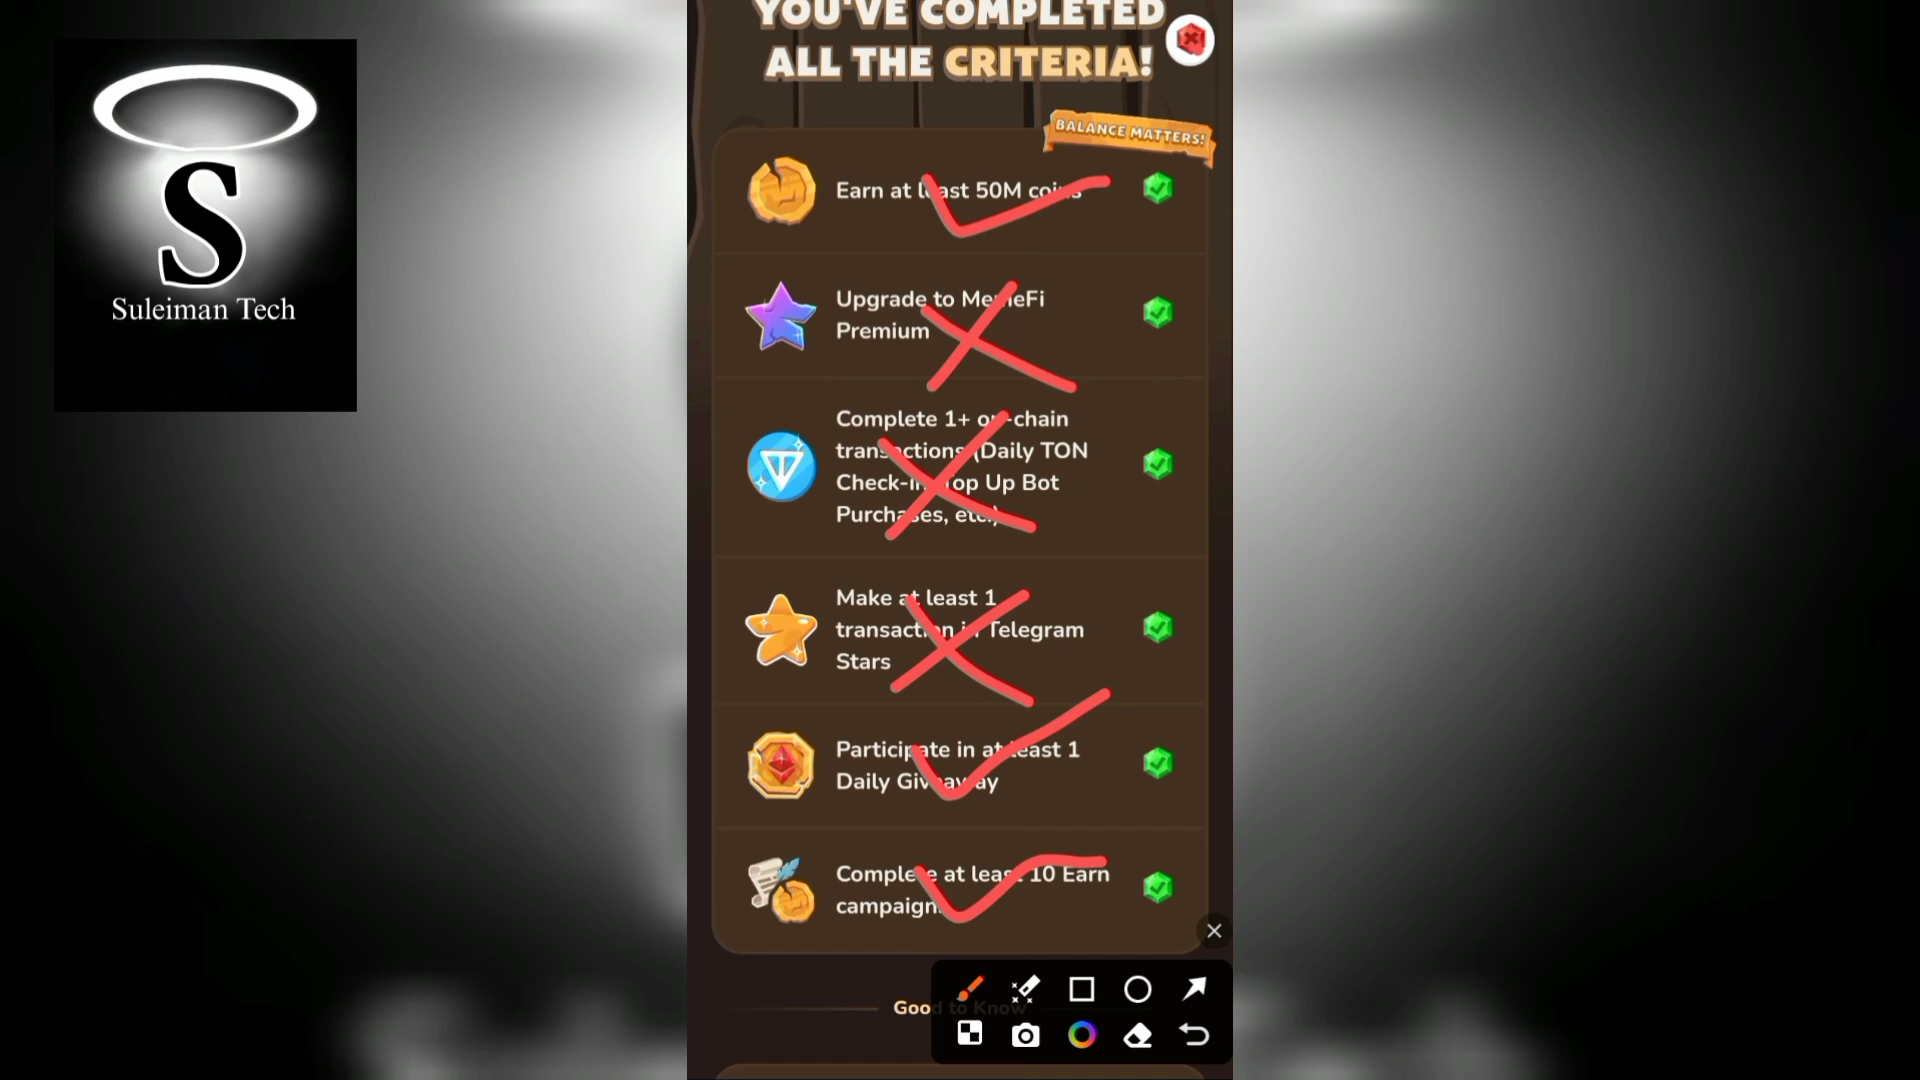 S
Suleiman Tech
YOU'VE COMPLETED
ALL THE CRITERIA!
BALANCE MATTERS!
Earn at least 50M coins
Upgrade to MemeFi
Premium
Complete 1+ on-chain
transactions (Daily TON
Check-in, Top Up Bot
Purchases, etc.)
Make at least 1
transaction in Telegram
Stars
Participate in at least 1
Daily Giveaway
Complete at least 10 Earn
campaigns
Good to Know